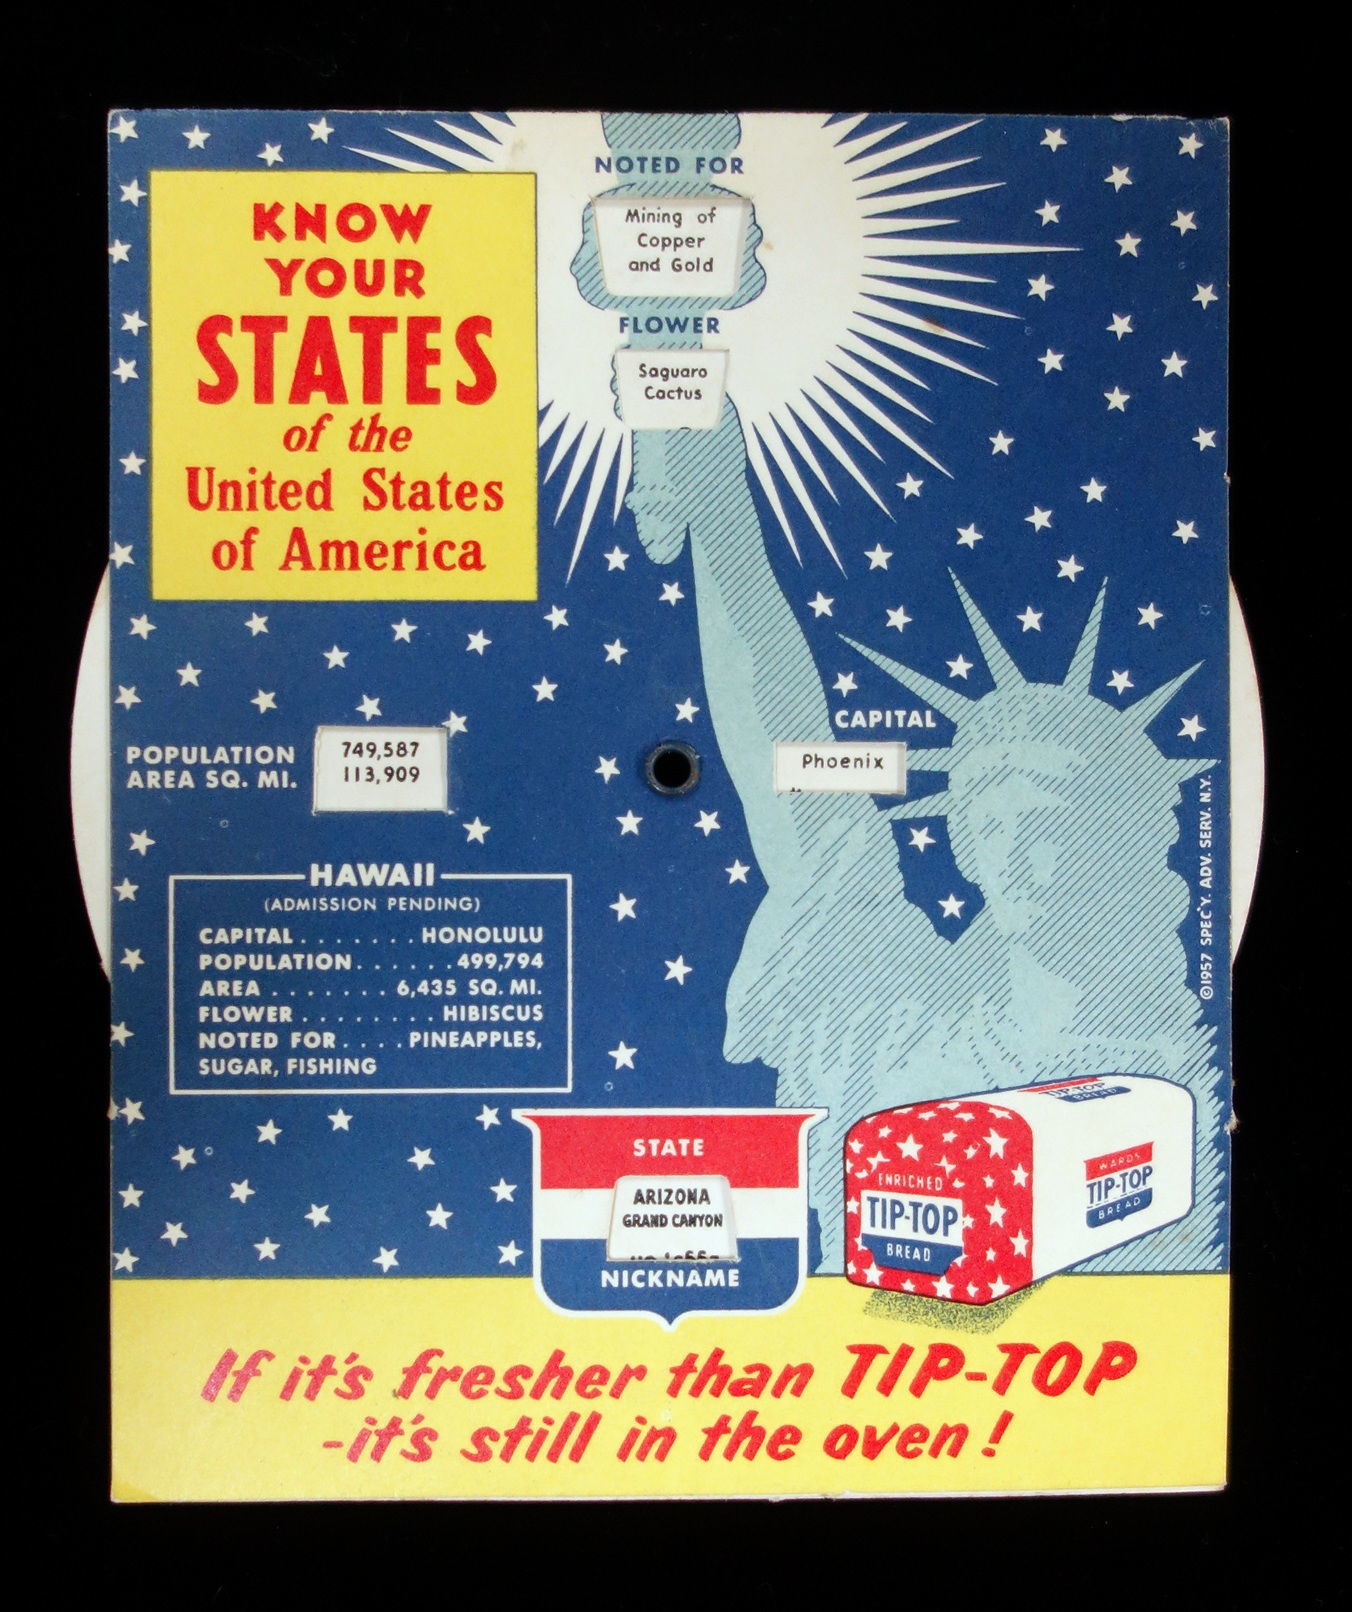 KNOW
YOUR
STATES
of the
United States
of America
NOTED FOR
Mining of
Copper
and Gold
FLOWER
Saguaro
Cactus
POPULATION
AREA SQ. MI.
749,587
113,909
CAPITAL
Phoenix
HAWAII
(ADMISSION PENDING)
CAPITAL . . . . . . . HONOLULU
POPULATION . . . . . . 499,794
AREA . . . . . . . 6,435 SQ. MI.
FLOWER . . . . . . . . HIBISCUS
NOTED FOR . . . . PINEAPPLES,
SUGAR, FISHING
©1957 SPEC'Y. ADV. SERV. N.Y.
STATE
ARIZONA
GRAND CANYON
NICKNAME
ENRICHED
TIP-TOP
BREAD
WARDS
TIP-TOP
BREAD
TIP-TOP
BREAD
If it's fresher than TIP-TOP
-it's still in the oven!